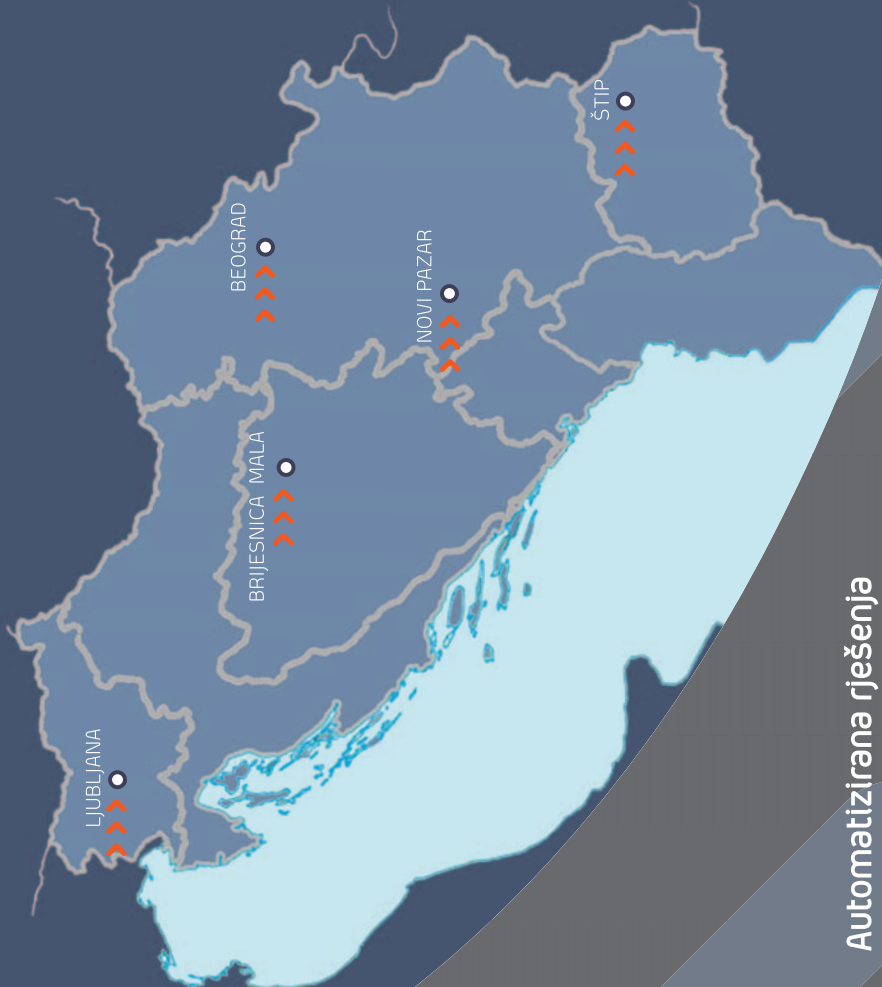 LJUBLJANA
BEOGRAD
BRIJESNICA MALA
NOVI PAZAR
ŠTIP
Automatizirana rješenja